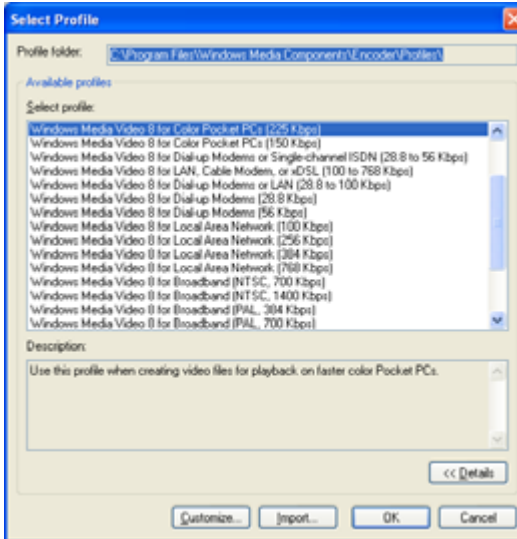 Select Profile
Profile folder: C:\Program Files\Windows Media Components\Encoder\Profiles\
Available profiles
Select profile:
Windows Media Video 8 for Color Pocket PCs (225 Kbps)
Windows Media Video 8 for Color Pocket PCs (150 Kbps)
Windows Media Video 8 for Dial-up Modems or Single-channel ISDN (28.8 to 56 Kbps)
Windows Media Video 8 for LAN, Cable Modem, or xDSL (100 to 768 Kbps)
Windows Media Video 8 for Dial-up Modems or LAN (28.8 to 100 Kbps)
Windows Media Video 8 for Dial-up Modems (28.8 Kbps)
Windows Media Video 8 for Dial-up Modems (56 Kbps)
Windows Media Video 8 for Local Area Network (100 Kbps)
Windows Media Video 8 for Local Area Network (256 Kbps)
Windows Media Video 8 for Local Area Network (384 Kbps)
Windows Media Video 8 for Local Area Network (768 Kbps)
Windows Media Video 8 for Broadband (NTSC, 700 Kbps)
Windows Media Video 8 for Broadband (NTSC, 1400 Kbps)
Windows Media Video 8 for Broadband (PAL, 384 Kbps)
Windows Media Video 8 for Broadband (PAL, 700 Kbps)
Description:
Use this profile when creating video files for playback on faster color Pocket PCs.
<< Details
Customize... Import... OK Cancel